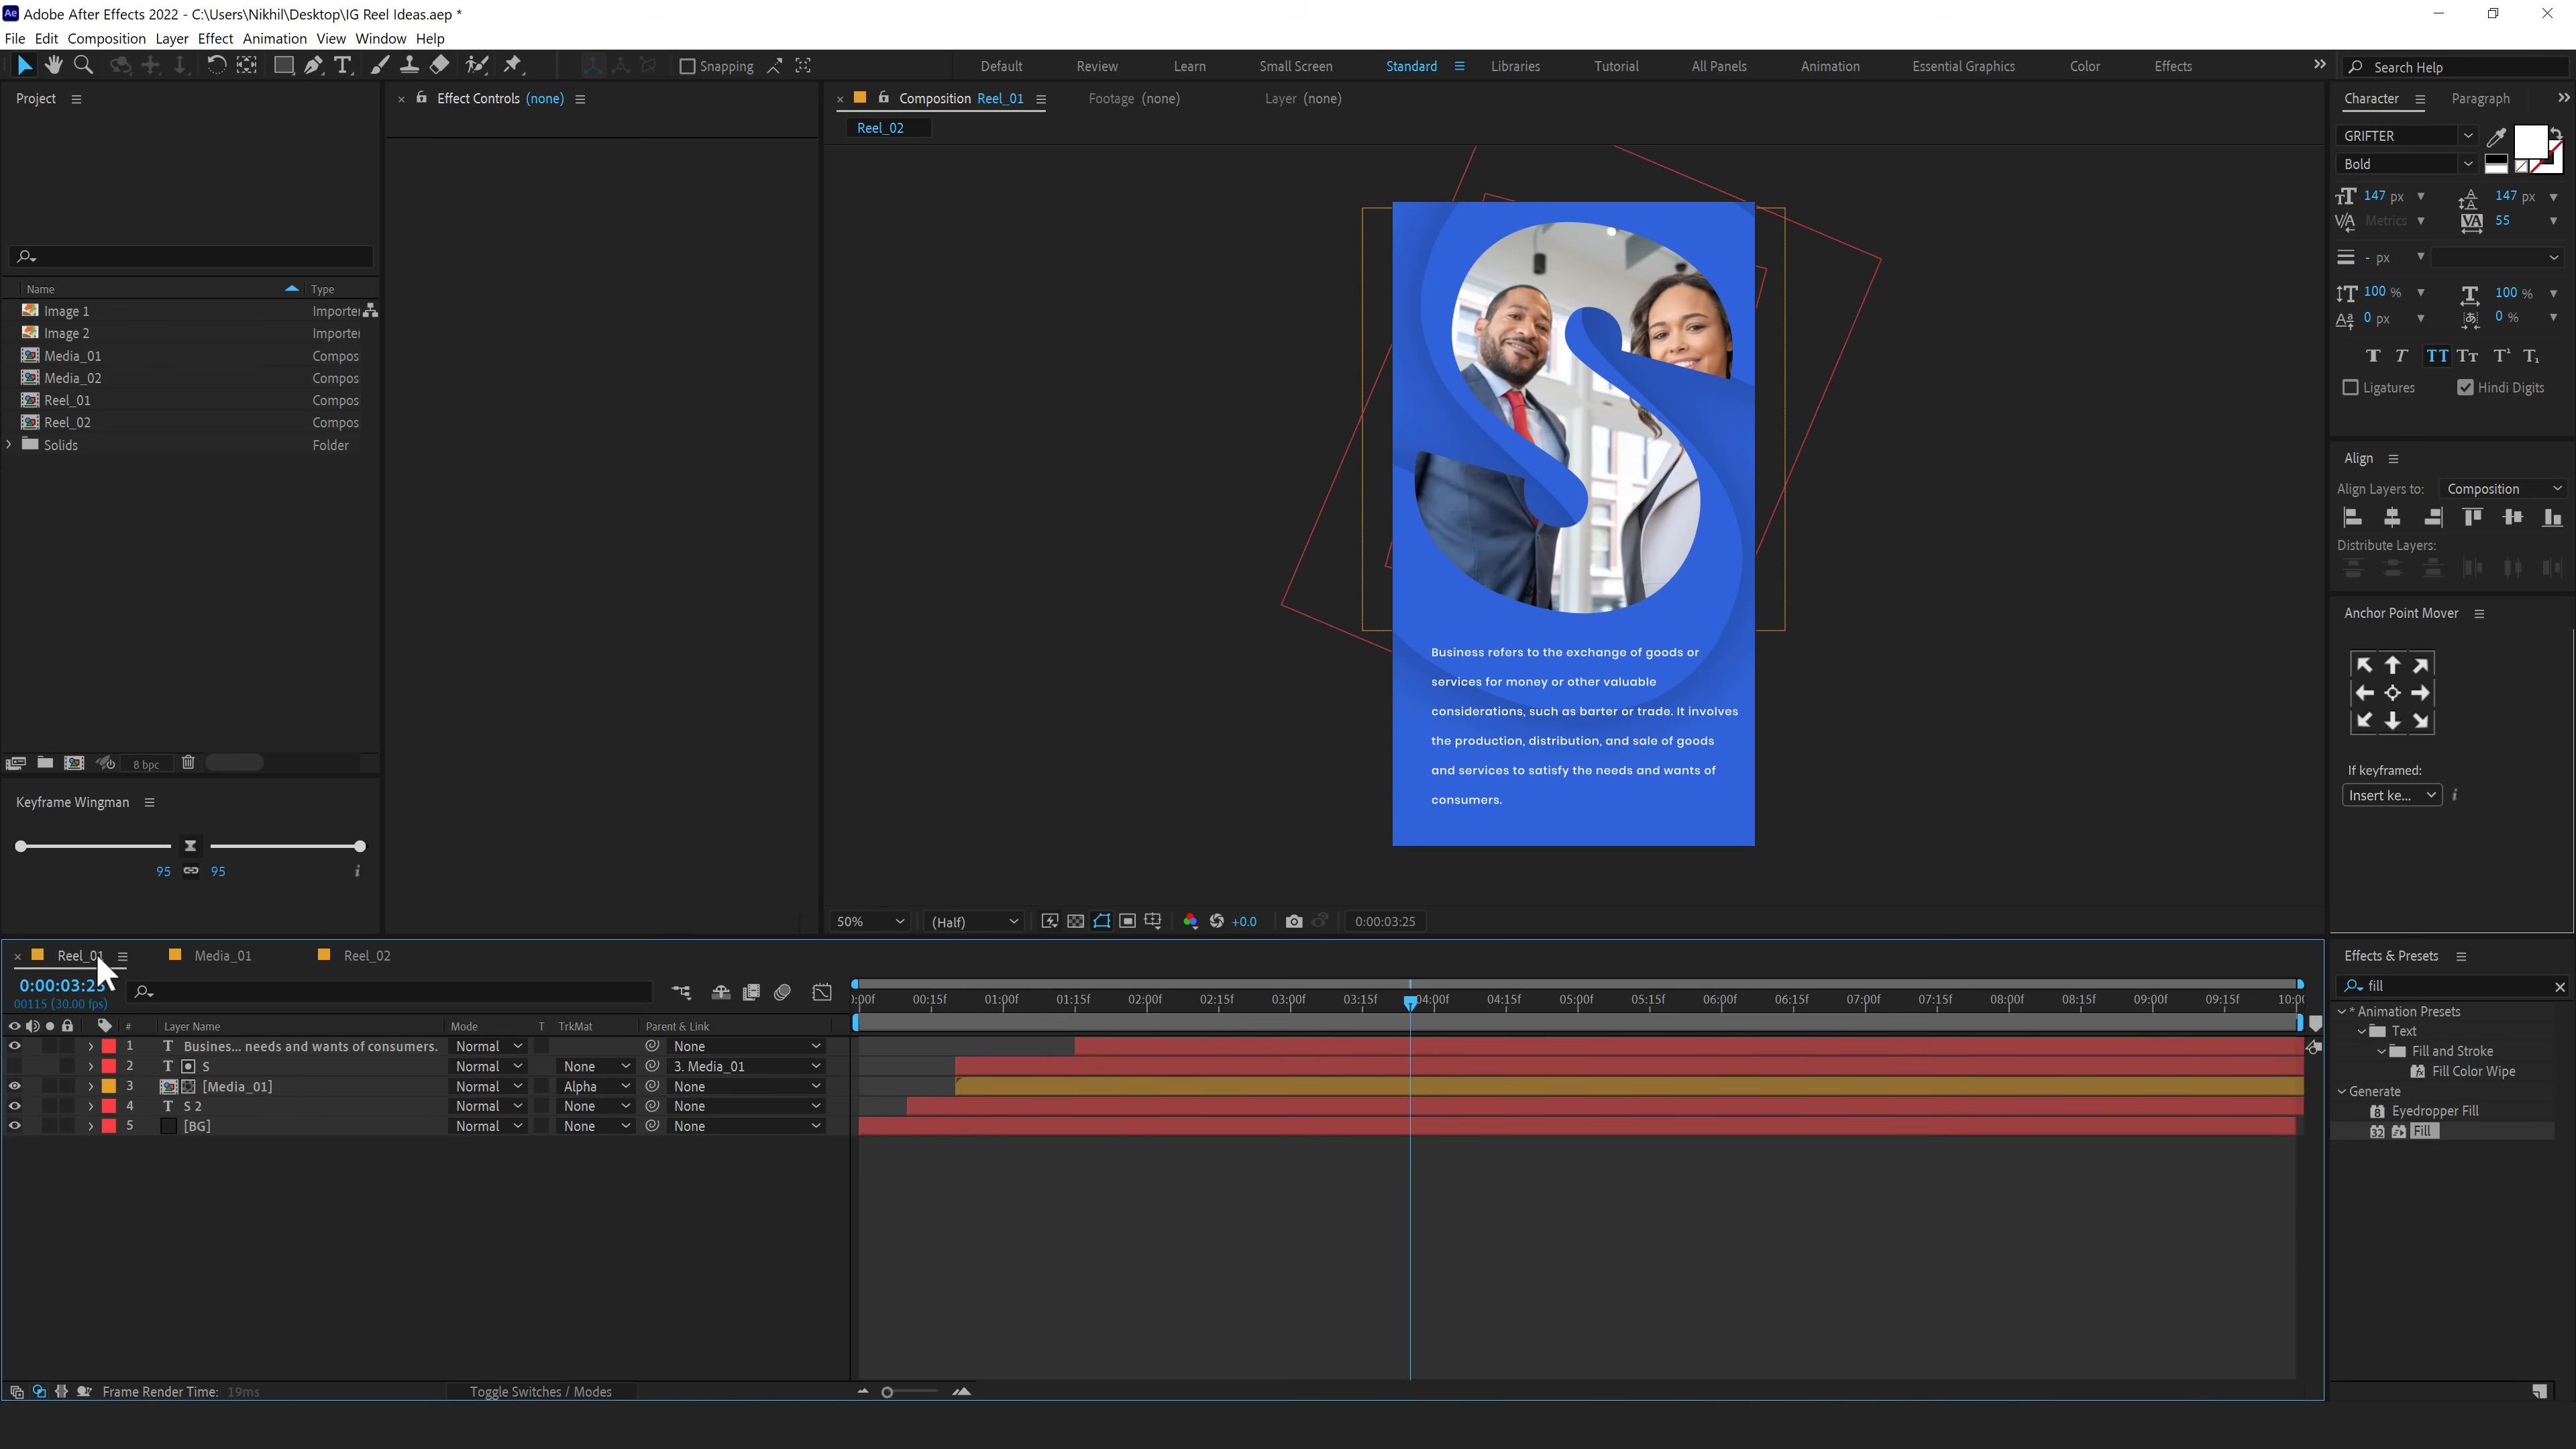 Ae Adobe After Effects 2022 - C:\Users\Nikhil\Desktop\IG Reel Ideas.aep *
File Edit Composition Layer Effect Animation View Window Help
Snapping
Default Review Learn Small Screen Standard Libraries Tutorial All Panels Animation Essential Graphics Color Effects
Search Help
Project
Effect Controls (none)
Composition Reel_01
Footage (none)
Layer (none)
Reel_02
Name Type
Image 1 Importer
Image 2 Importer
Media_01 Compos
Media_02 Compos
Reel_01 Compos
Reel_02 Compos
Solids Folder
8 bpc
Keyframe Wingman
95 95
Business refers to the exchange of goods or
services for money or other valuable
considerations, such as barter or trade. It involves
the production, distribution, and sale of goods
and services to satisfy the needs and wants of
consumers.
50% (Half) +0.0 0:00:03:25
Character Paragraph
GRIFTER
Bold
147 px 147 px
Metrics 55
- px
100 % 100 %
0 px 0 %
Ligatures Hindi Digits
Align
Align Layers to: Composition
Distribute Layers:
Anchor Point Mover
If keyframed:
Insert ke...
Reel_01 Media_01 Reel_02
0:00:03:25
00115 (30.00 fps)
):00f 00:15f 01:00f 01:15f 02:00f 02:15f 03:00f 03:15f 04:00f 04:15f 05:00f 05:15f 06:00f 06:15f 07:00f 07:15f 08:00f 08:15f 09:00f 09:15f 10:0(
# Layer Name Mode T TrkMat Parent & Link
1 T Busines... needs and wants of consumers. Normal None
2 T S Normal None 3. Media_01
3 [Media_01] Normal Alpha None
4 T S 2 Normal None None
5 [BG] Normal None None
Frame Render Time: 19ms
Toggle Switches / Modes
Effects & Presets
fill
* Animation Presets
Text
Fill and Stroke
Fill Color Wipe
Generate
Eyedropper Fill
Fill